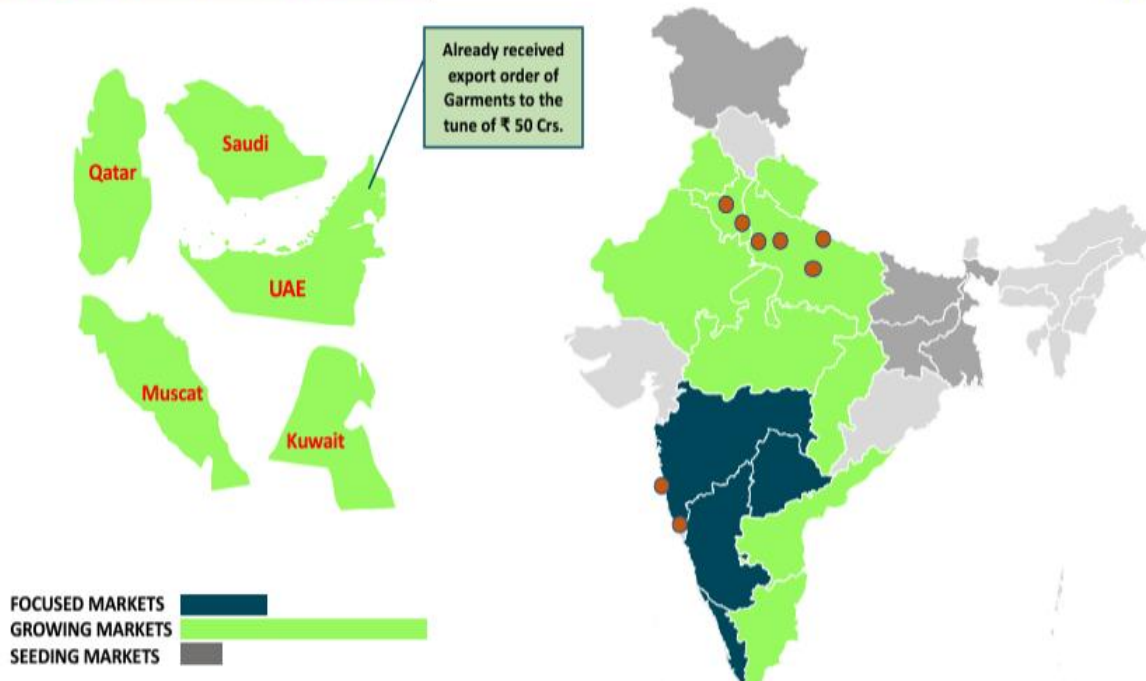 Already received
export order of
Garments to the
tune of ₹ 50 Crs.
Saudi
Qatar
UAE
Muscat
Kuwait
FOCUSED MARKETS
GROWING MARKETS
SEEDING MARKETS